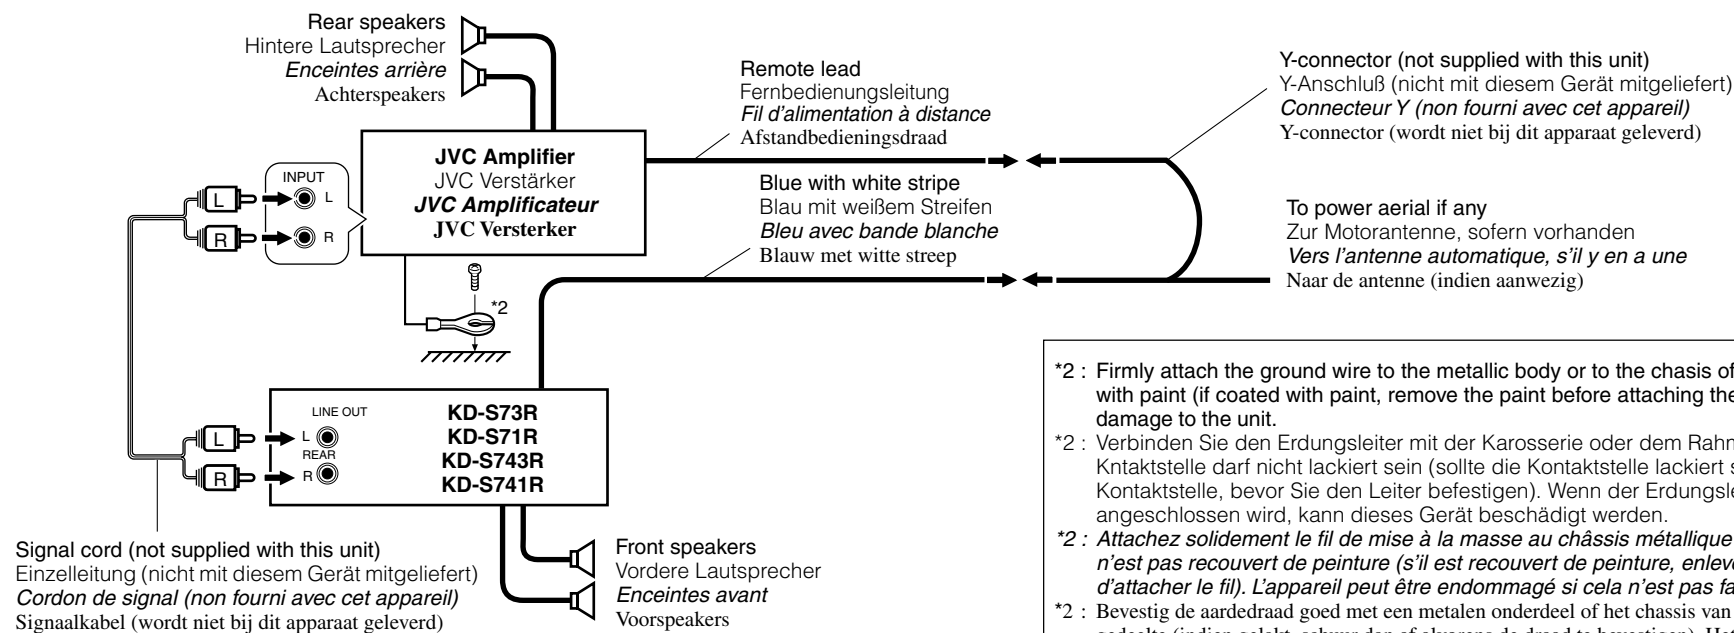 Rear speakers
Hintere Lautsprecher
Enceintes arrière
Achterspeakers
Remote lead
Fernbedienungsleitung
Fil d'alimentation à distance
Afstandbedieningsdraad
Y-connector (not supplied with this unit)
Y-Anschluß (nicht mit diesem Gerät mitgeliefert)
Connecteur Y (non fourni avec cet appareil)
Y-connector (wordt niet bij dit apparaat geleverd)
JVC Amplifier
JVC Verstärker
JVC Amplificateur
JVC Versterker
INPUT
L
L
R
R
Blue with white stripe
Blau mit weißem Streifen
Bleu avec bande blanche
Blauw met witte streep
To power aerial if any
Zur Motorantenne, sofern vorhanden
Vers l'antenne automatique, s'il y en a une
Naar de antenne (indien aanwezig)
*2
LINE OUT
L
L
REAR
R
R
KD-S73R
KD-S71R
KD-S743R
KD-S741R
Signal cord (not supplied with this unit)
Einzelleitung (nicht mit diesem Gerät mitgeliefert)
Cordon de signal (non fourni avec cet appareil)
Signaalkabel (wordt niet bij dit apparaat geleverd)
Front speakers
Vordere Lautsprecher
Enceintes avant
Voorspeakers
*2 : Firmly attach the ground wire to the metallic body or to the chasis of
with paint (if coated with paint, remove the paint before attaching the
damage to the unit.
*2 : Verbinden Sie den Erdungsleiter mit der Karosserie oder dem Rahm
Kntaktstelle darf nicht lackiert sein (sollte die Kontaktstelle lackiert s
Kontaktstelle, bevor Sie den Leiter befestigen). Wenn der Erdungsle
angeschlossen wird, kann dieses Gerät beschädigt werden.
*2 : Attachez solidement le fil de mise à la masse au châssis métallique
n'est pas recouvert de peinture (s'il est recouvert de peinture, enleve
d'attacher le fil). L'appareil peut être endommagé si cela n'est pas fa
*2 : Bevestig de aardedraad goed met een metalen onderdeel of het chassis van